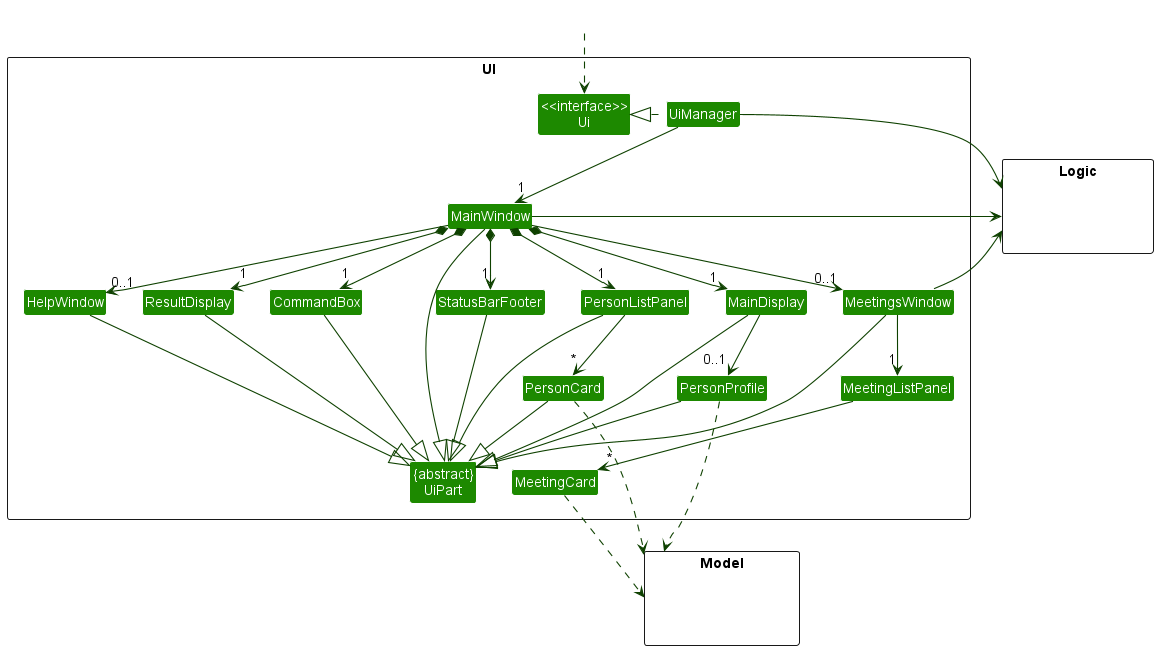 UI
<<interface>>
Ui
UiManager
Logic
1
MainWindow
0..1
1
1
1
1
1
0..1
HelpWindow
ResultDisplay
CommandBox
StatusBarFooter
PersonListPanel
MainDisplay
MeetingsWindow
*
0..1
1
PersonCard
PersonProfile
MeetingListPanel
*
{abstract}
UiPart
MeetingCard
Model